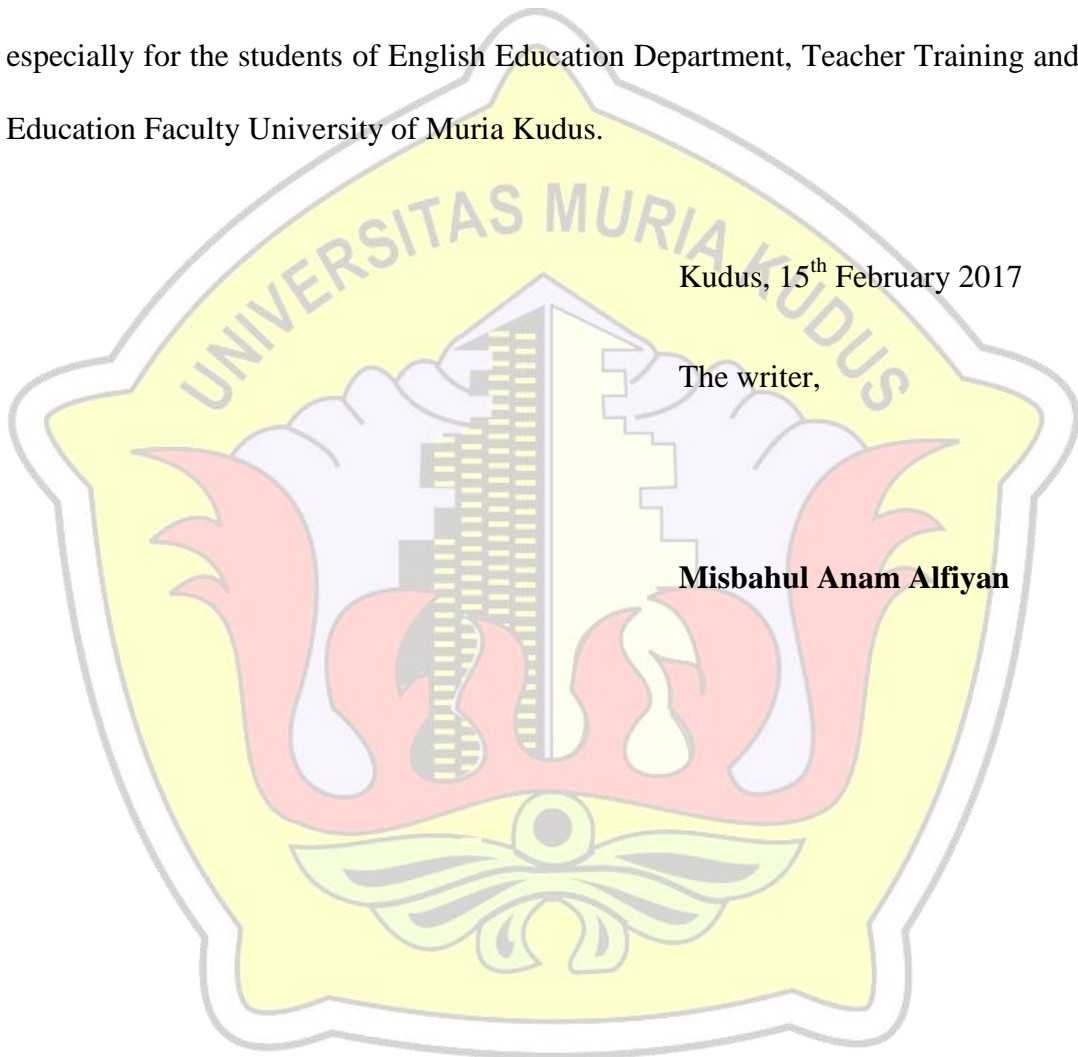 especially for the students of English Education Department, Teacher Training and
Education Faculty University of Muria Kudus.
UNIVERSITAS MURIA KUDUS
Kudus, 15th February 2017
The writer,
Misbahul Anam Alfiyan